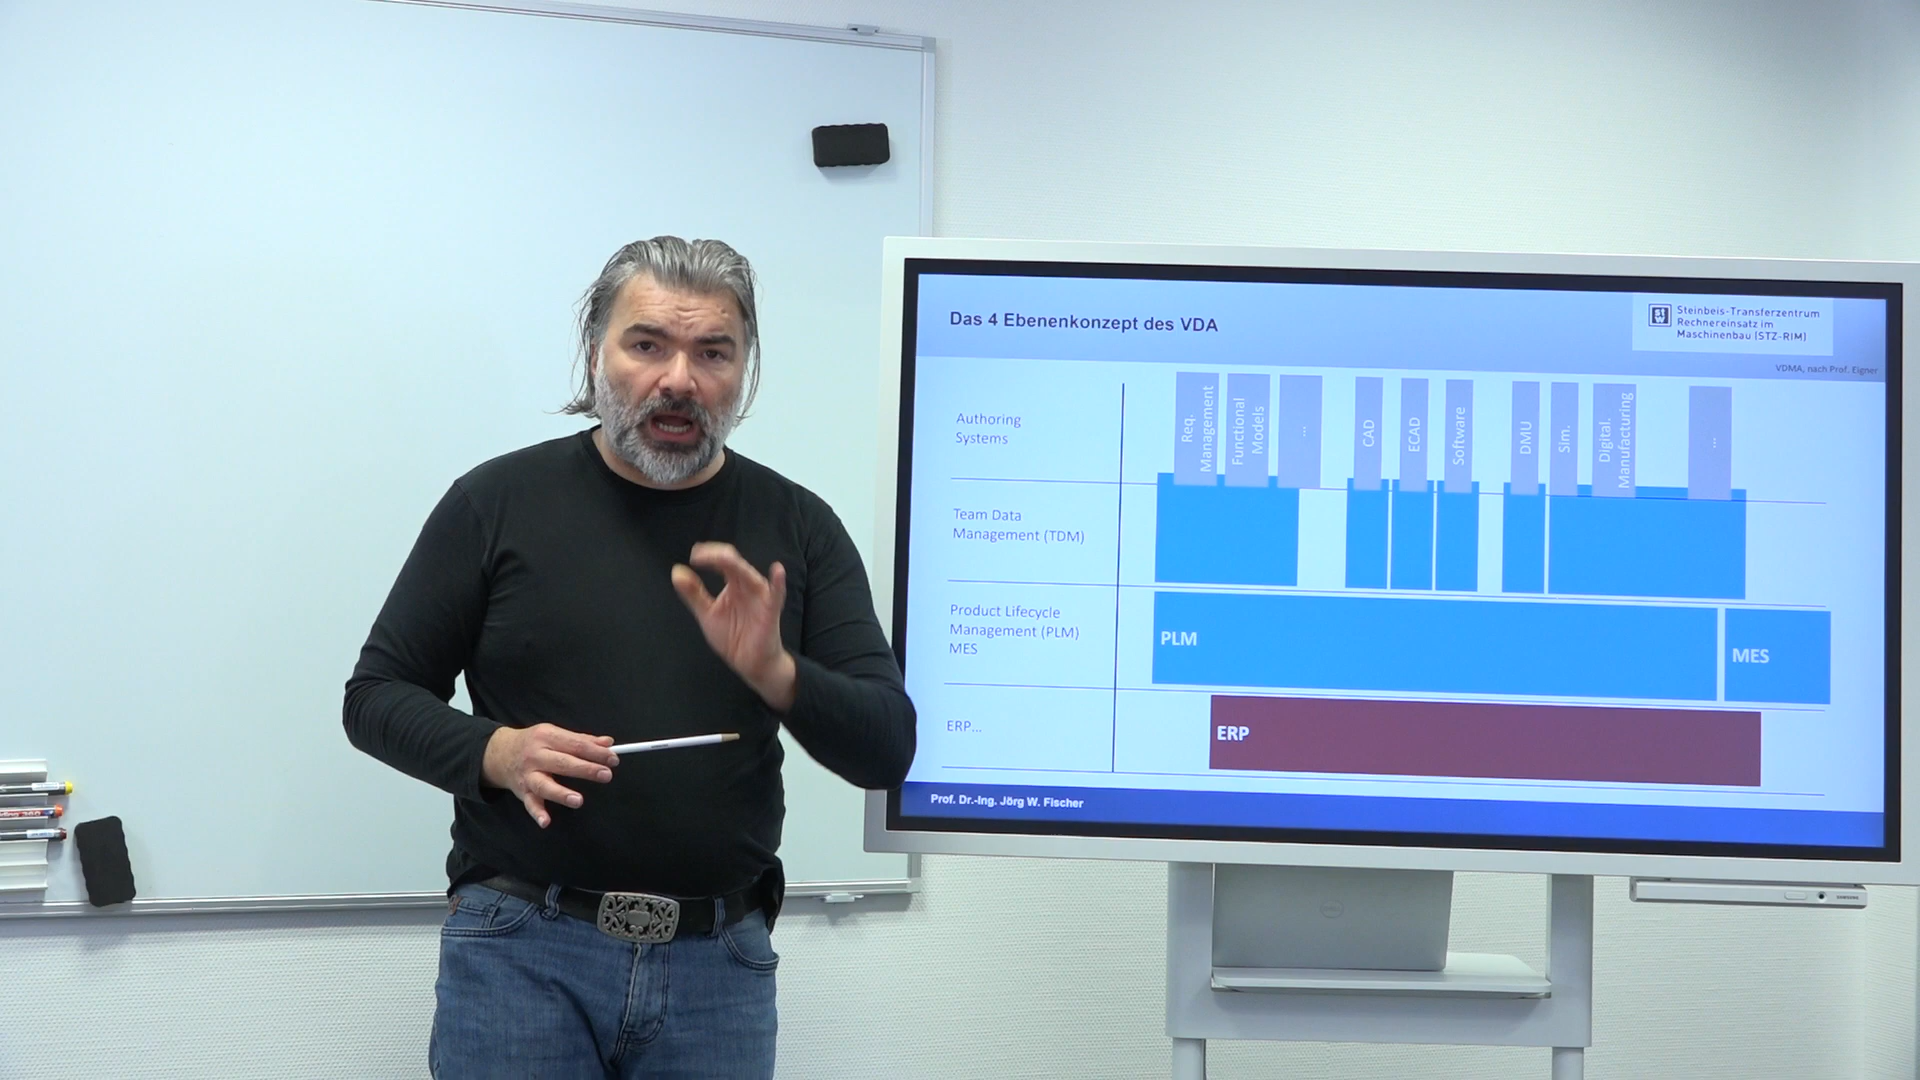 Das 4 Ebenenkonzept des VDA
Steinbeis-Transferzentrum
Rechnereinsatz im
Maschinenbau (STZ-RIM)
VDMA, nach Prof. Eigner
Authoring
Systems
Req.
Management
Functional
Models
...
CAD
ECAD
Software
DMU
Sim.
Digital.
Manufacturing
...
Team Data
Management (TDM)
Product Lifecycle
Management (PLM)
MES
PLM
MES
ERP...
ERP
Prof. Dr.-Ing. Jörg W. Fischer
SAMSUNG